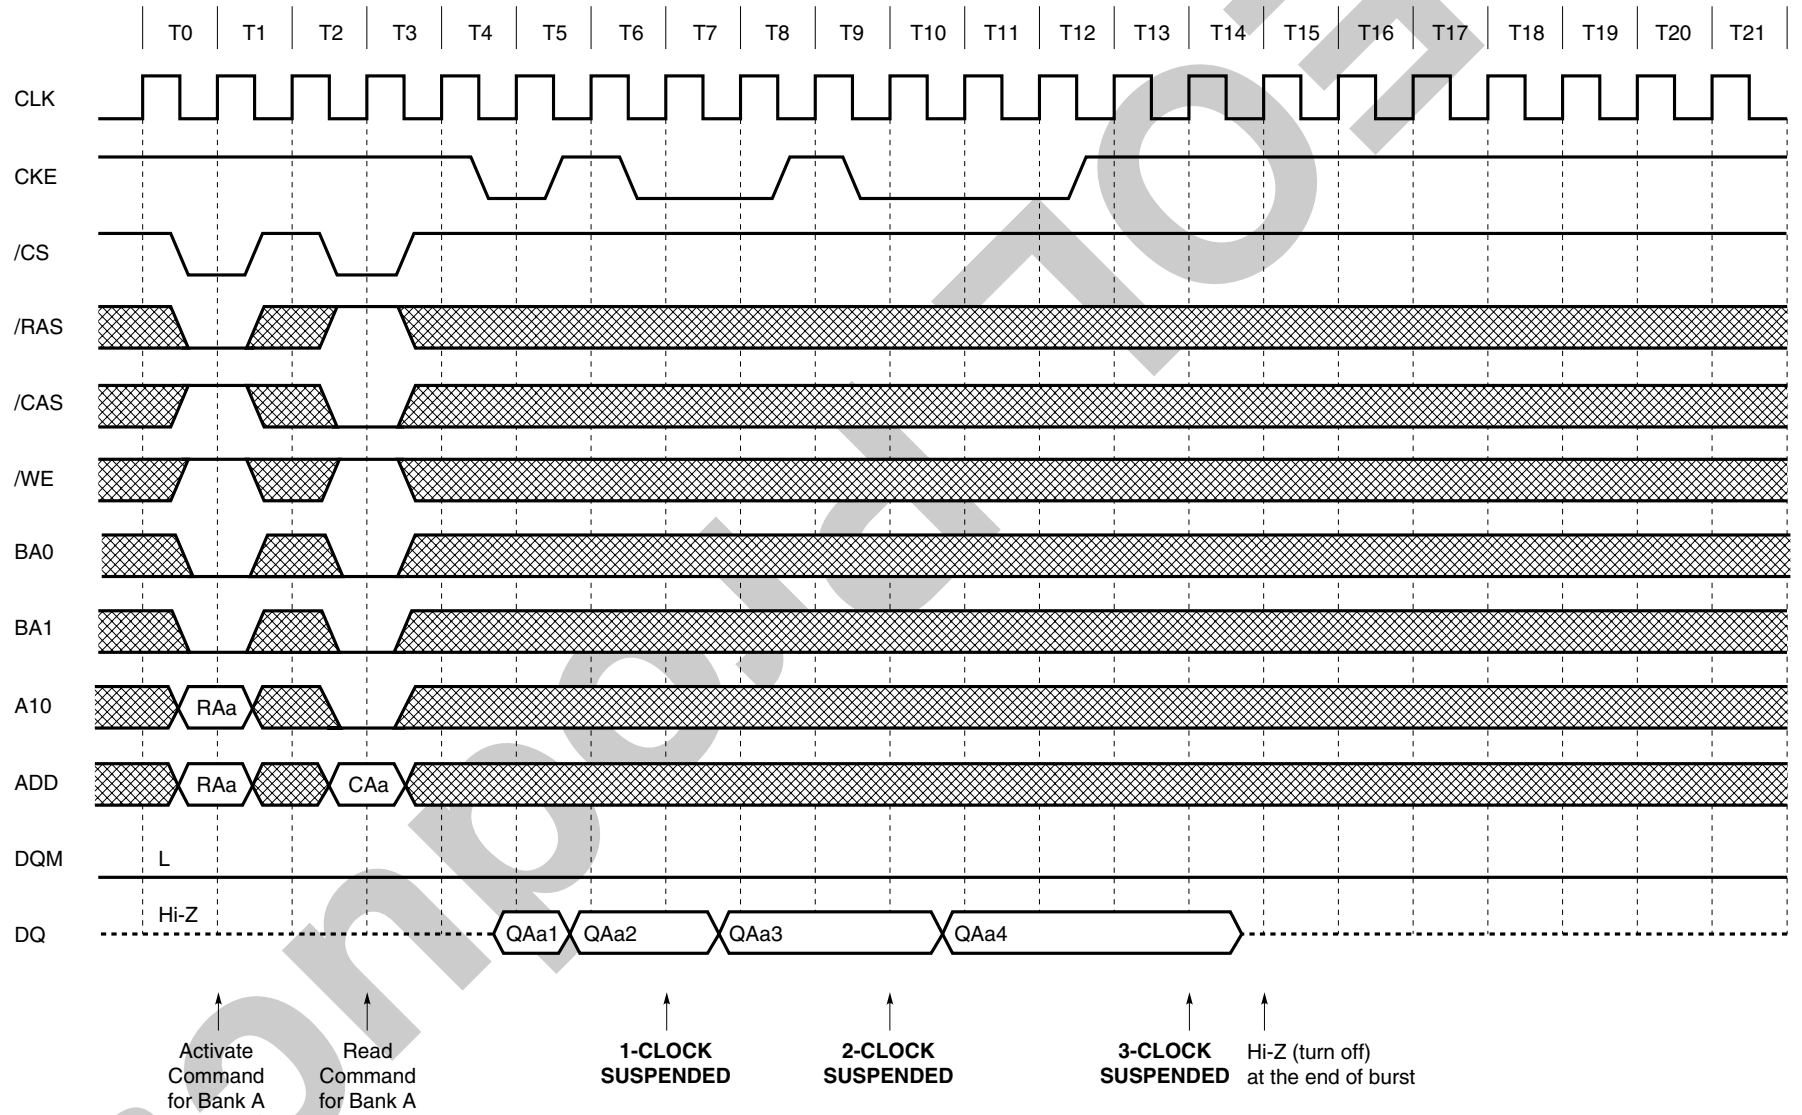 T0 T1 T2 T3 T4 T5 T6 T7 T8 T9 T10 T11 T12 T13 T14 T15 T16 T17 T18 T19 T20 T21
CLK
CKE
/CS
/RAS
/CAS
/WE
BA0
BA1
A10 RAa
ADD RAa CAa
DQM L
Hi-Z
DQ QAa1 QAa2 QAa3 QAa4
Activate
Command
for Bank A
Read
Command
for Bank A
1-CLOCK
SUSPENDED
2-CLOCK
SUSPENDED
3-CLOCK
SUSPENDED
Hi-Z (turn off)
at the end of burst